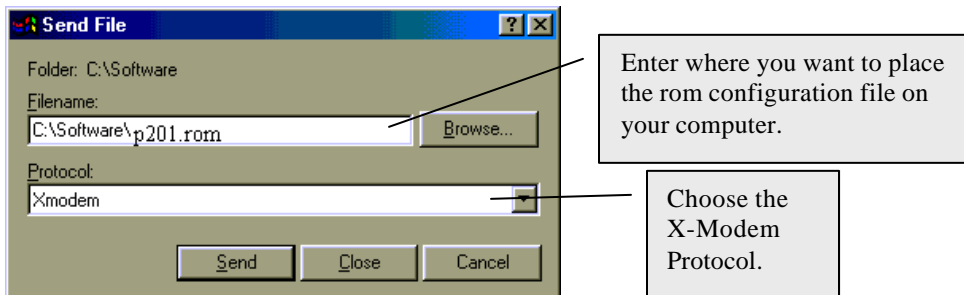 Send File
Folder: C:\Software
Filename:
C:\Software\p201.rom
Browse...
Protocol:
Xmodem
Send
Close
Cancel
Enter where you want to place
the rom configuration file on
your computer.
Choose the
X-Modem
Protocol.